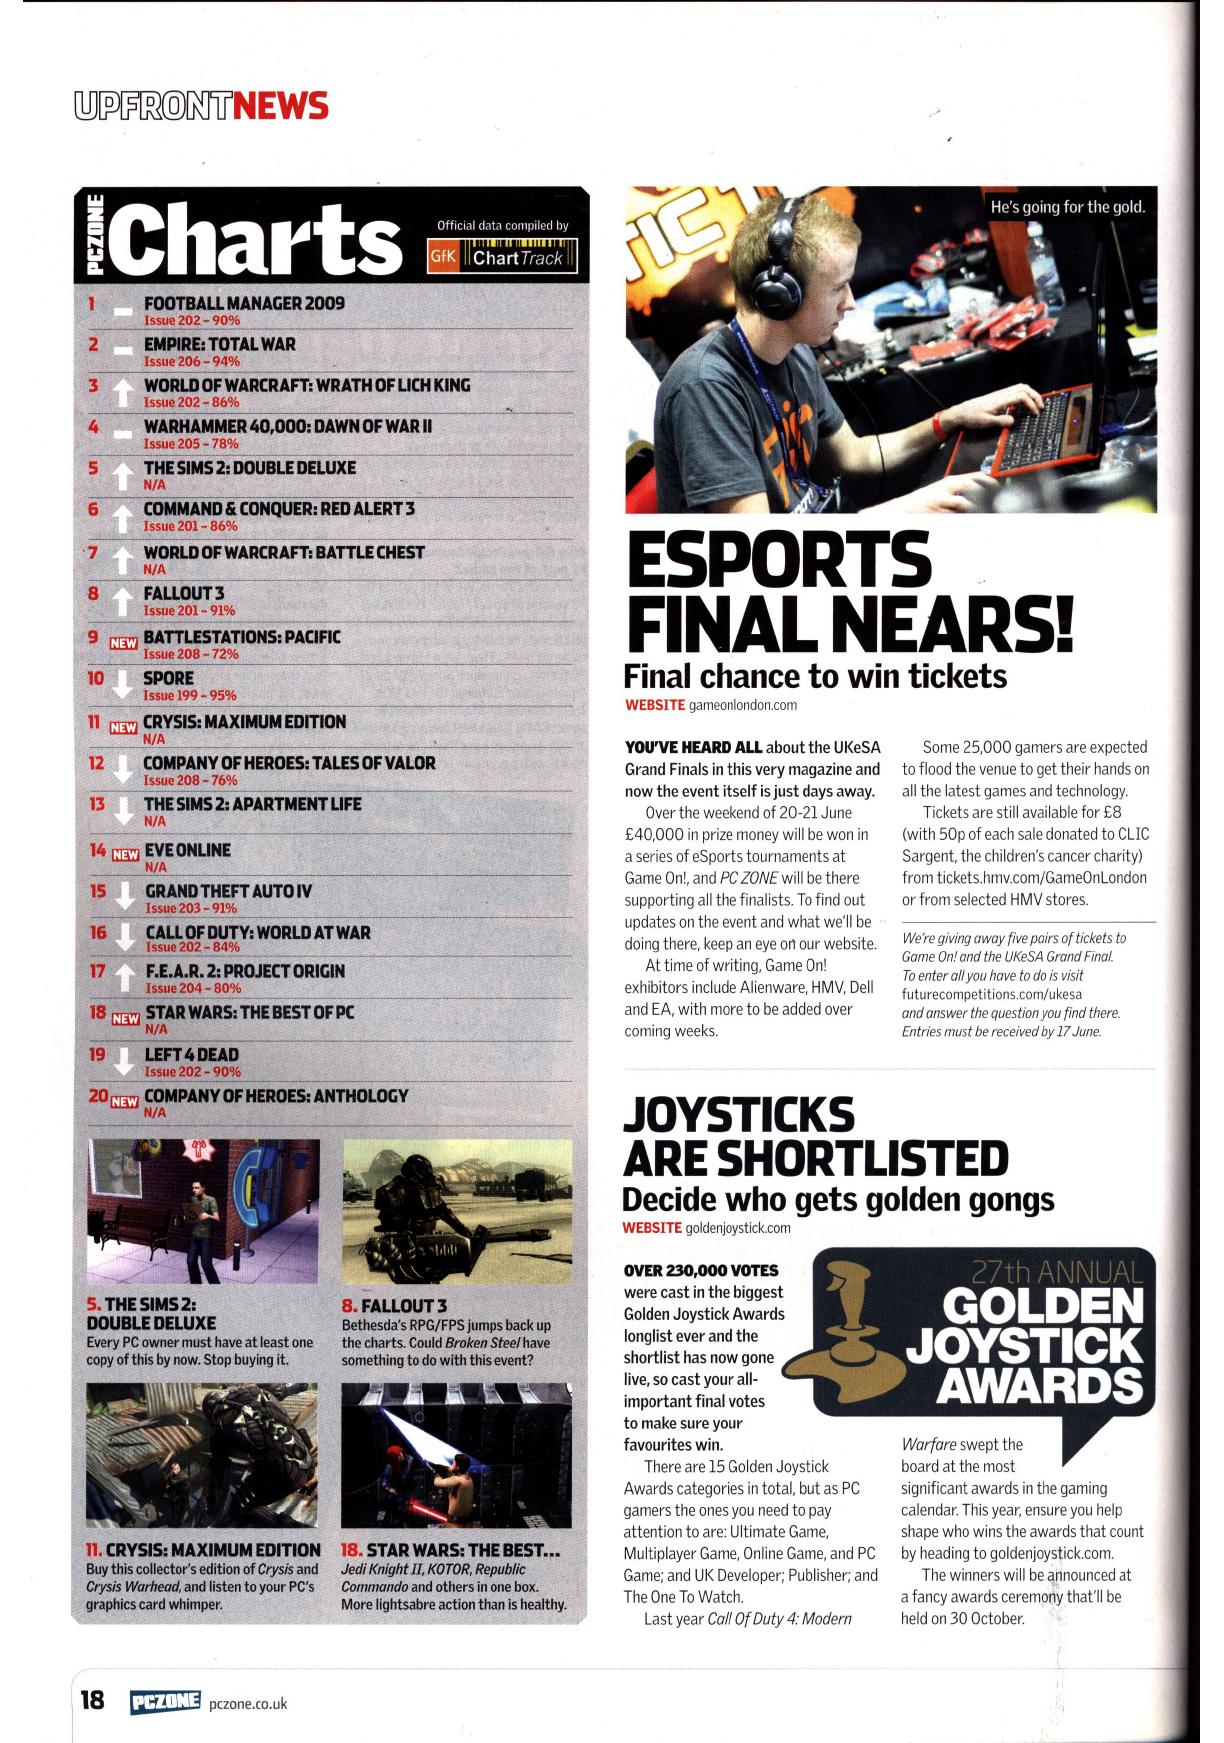 UPFRONTNEWS
PCZONE Charts
Official data compiled by
GfK ChartTrack
1 FOOTBALL MANAGER 2009
Issue 202 – 90%
2 EMPIRE: TOTAL WAR
Issue 206 – 94%
3 WORLD OF WARCRAFT: WRATH OF LICH KING
Issue 202 – 86%
4 WARHAMMER 40,000: DAWN OF WAR II
Issue 205 – 78%
5 THE SIMS 2: DOUBLE DELUXE
N/A
6 COMMAND & CONQUER: RED ALERT 3
Issue 201 – 86%
7 WORLD OF WARCRAFT: BATTLE CHEST
N/A
8 FALLOUT 3
Issue 201 – 91%
9 NEW BATTLESTATIONS: PACIFIC
Issue 208 – 72%
10 SPORE
Issue 199 – 95%
11 NEW CRYSIS: MAXIMUM EDITION
N/A
12 COMPANY OF HEROES: TALES OF VALOR
Issue 208 – 76%
13 THE SIMS 2: APARTMENT LIFE
N/A
14 NEW EVE ONLINE
N/A
15 GRAND THEFT AUTO IV
Issue 203 – 91%
16 CALL OF DUTY: WORLD AT WAR
Issue 202 – 84%
17 F.E.A.R. 2: PROJECT ORIGIN
Issue 204 – 80%
18 NEW STAR WARS: THE BEST OF PC
N/A
19 LEFT 4 DEAD
Issue 202 – 90%
20 NEW COMPANY OF HEROES: ANTHOLOGY
N/A
5. THE SIMS 2:
DOUBLE DELUXE
Every PC owner must have at least one
copy of this by now. Stop buying it.
8. FALLOUT 3
Bethesda's RPG/FPS jumps back up
the charts. Could Broken Steel have
something to do with this event?
11. CRYSIS: MAXIMUM EDITION
Buy this collector's edition of Crysis and
Crysis Warhead, and listen to your PC's
graphics card whimper.
18. STAR WARS: THE BEST...
Jedi Knight II, KOTOR, Republic
Commando and others in one box.
More lightsabre action than is healthy.
He's going for the gold.
TIC
ESPORTS
FINAL NEARS!
Final chance to win tickets
WEBSITE gameonlondon.com
YOU'VE HEARD ALL about the UKeSA
Grand Finals in this very magazine and
now the event itself is just days away.
Over the weekend of 20-21 June
£40,000 in prize money will be won in
a series of eSports tournaments at
Game On!, and PC ZONE will be there
supporting all the finalists. To find out
updates on the event and what we'll be
doing there, keep an eye on our website.
At time of writing, Game On!
exhibitors include Alienware, HMV, Dell
and EA, with more to be added over
coming weeks.
Some 25,000 gamers are expected
to flood the venue to get their hands on
all the latest games and technology.
Tickets are still available for £8
(with 50p of each sale donated to CLIC
Sargent, the children's cancer charity)
from tickets.hmv.com/GameOnLondon
or from selected HMV stores.
We're giving away five pairs of tickets to
Game On! and the UKeSA Grand Final.
To enter all you have to do is visit
futurecompetitions.com/ukesa
and answer the question you find there.
Entries must be received by 17 June.
JOYSTICKS
ARE SHORTLISTED
Decide who gets golden gongs
WEBSITE goldenjoystick.com
OVER 230,000 VOTES
were cast in the biggest
Golden Joystick Awards
longlist ever and the
shortlist has now gone
live, so cast your all-
important final votes
to make sure your
favourites win.
There are 15 Golden Joystick
Awards categories in total, but as PC
gamers the ones you need to pay
attention to are: Ultimate Game,
Multiplayer Game, Online Game, and PC
Game; and UK Developer; Publisher; and
The One To Watch.
Last year Call Of Duty 4: Modern
27th ANNUAL
GOLDEN
JOYSTICK
AWARDS
Warfare swept the
board at the most
significant awards in the gaming
calendar. This year, ensure you help
shape who wins the awards that count
by heading to goldenjoystick.com.
The winners will be announced at
a fancy awards ceremony that'll be
held on 30 October.
18 PCZONE pczone.co.uk